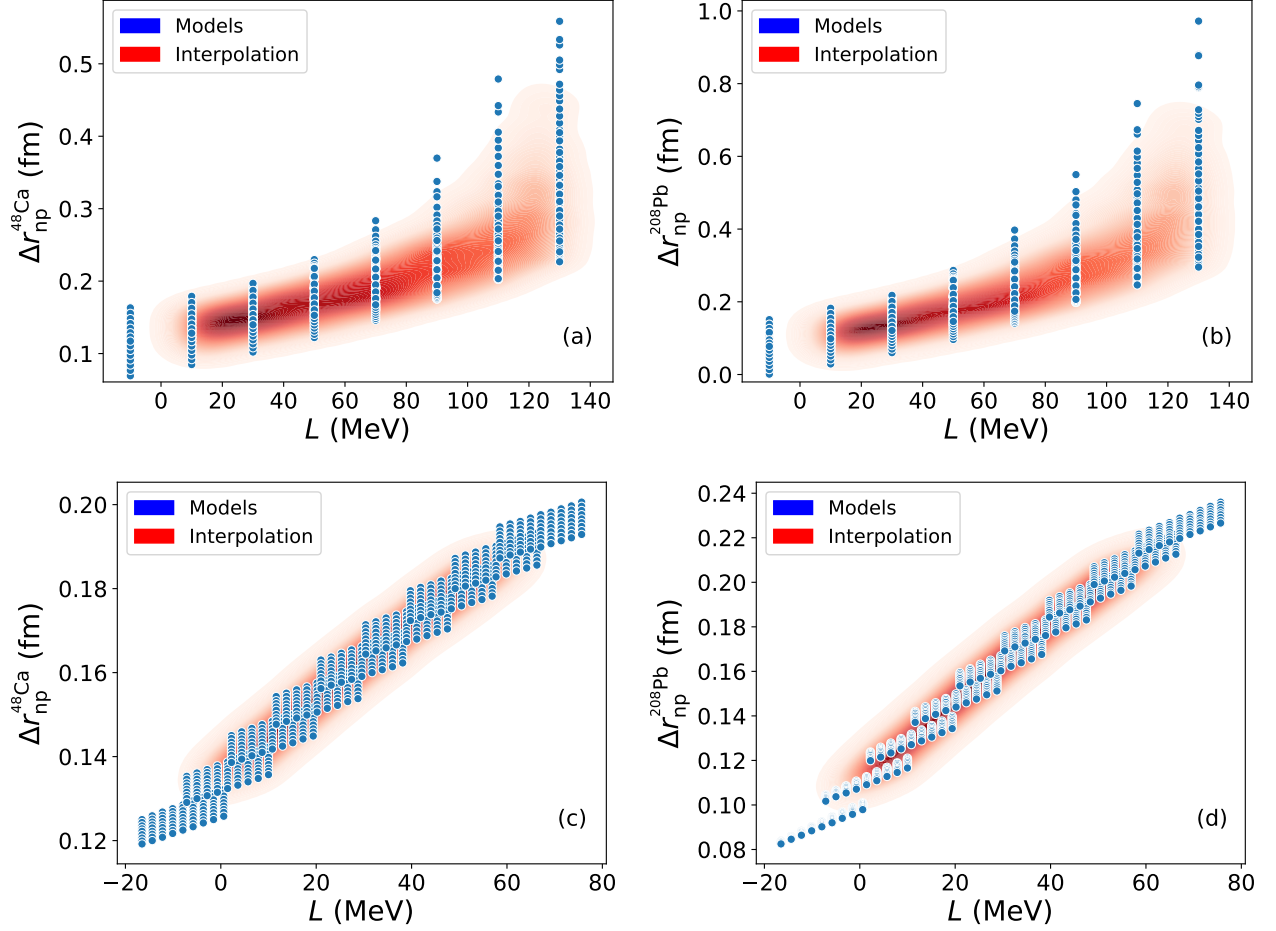 Models
Interpolation
0.5
0.4
0.3
0.2
0.1
Δr_np^48Ca (fm)
(a)
0 20 40 60 80 100 120 140
L (MeV)
Models
Interpolation
1.0
0.8
0.6
0.4
0.2
0.0
Δr_np^208Pb (fm)
(b)
0 20 40 60 80 100 120 140
L (MeV)
Models
Interpolation
0.20
0.18
0.16
0.14
0.12
Δr_np^48Ca (fm)
(c)
−20 0 20 40 60 80
L (MeV)
Models
Interpolation
0.24
0.22
0.20
0.18
0.16
0.14
0.12
0.10
0.08
Δr_np^208Pb (fm)
(d)
−20 0 20 40 60 80
L (MeV)